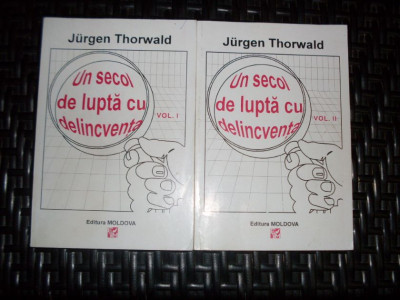 Jürgen Thorwald
Un secol
de luptă cu
delincvența
VOL. I
Editura MOLDOVA
Jürgen Thorwald
Un secol
de luptă cu
delincvența
VOL. II
Editura MOLDOVA